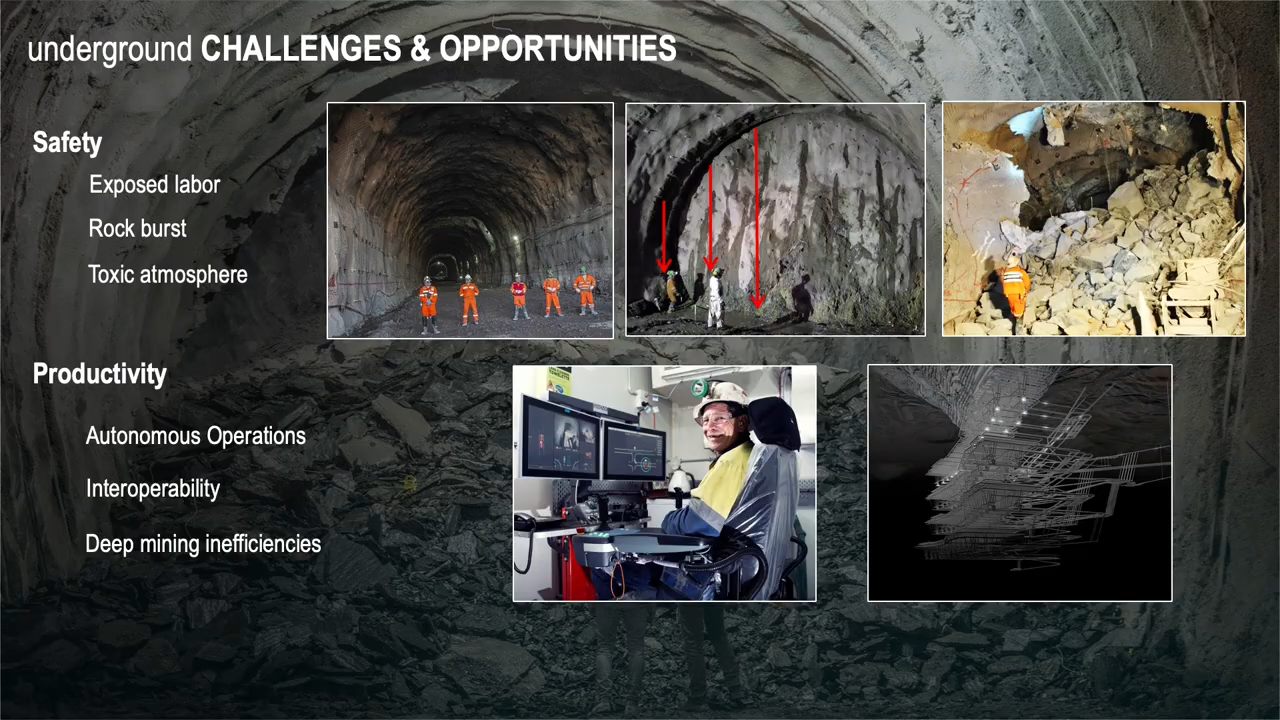 underground CHALLENGES & OPPORTUNITIES
Safety
Exposed labor
Rock burst
Toxic atmosphere
Productivity
Autonomous Operations
Interoperability
Deep mining inefficiencies